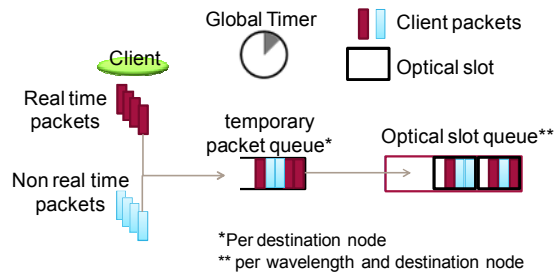 Global Timer
Client packets
Optical slot
Client
Real time
packets
temporary
packet queue*
Optical slot queue**
Non real time
packets
*Per destination node
** per wavelength and destination node